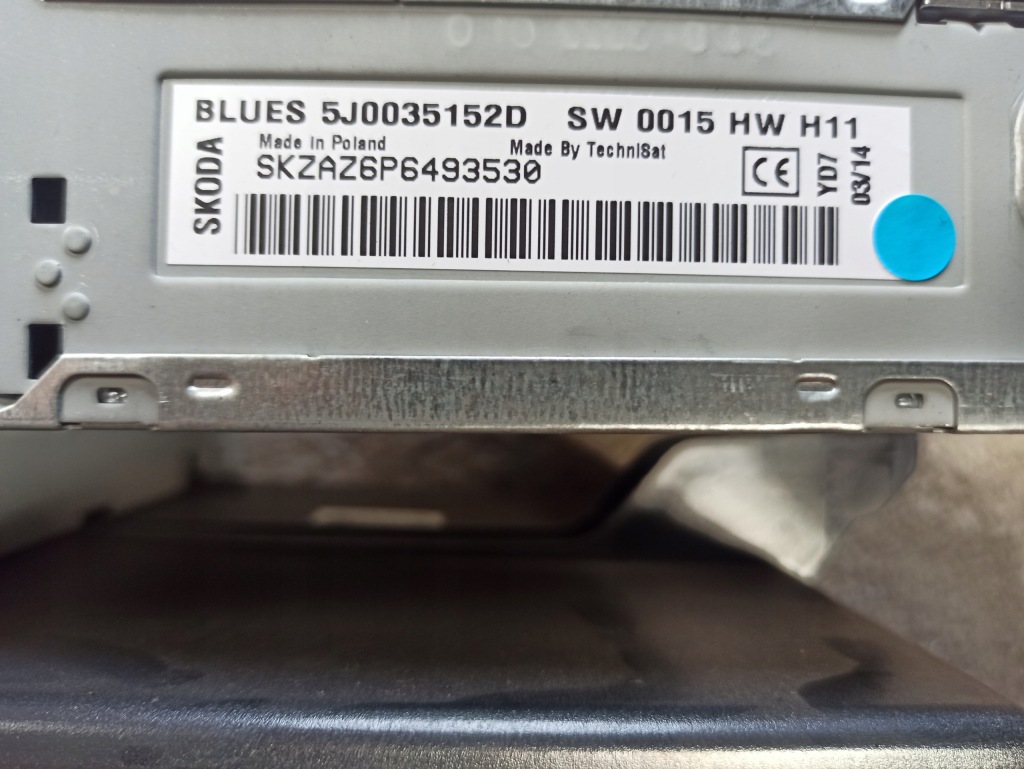 BLUES 5J0035152D SW 0015 HW H11
SKODA
Made in Poland
Made By TechniSat
SKZAZ6P6493530
CE
YD7
03/14